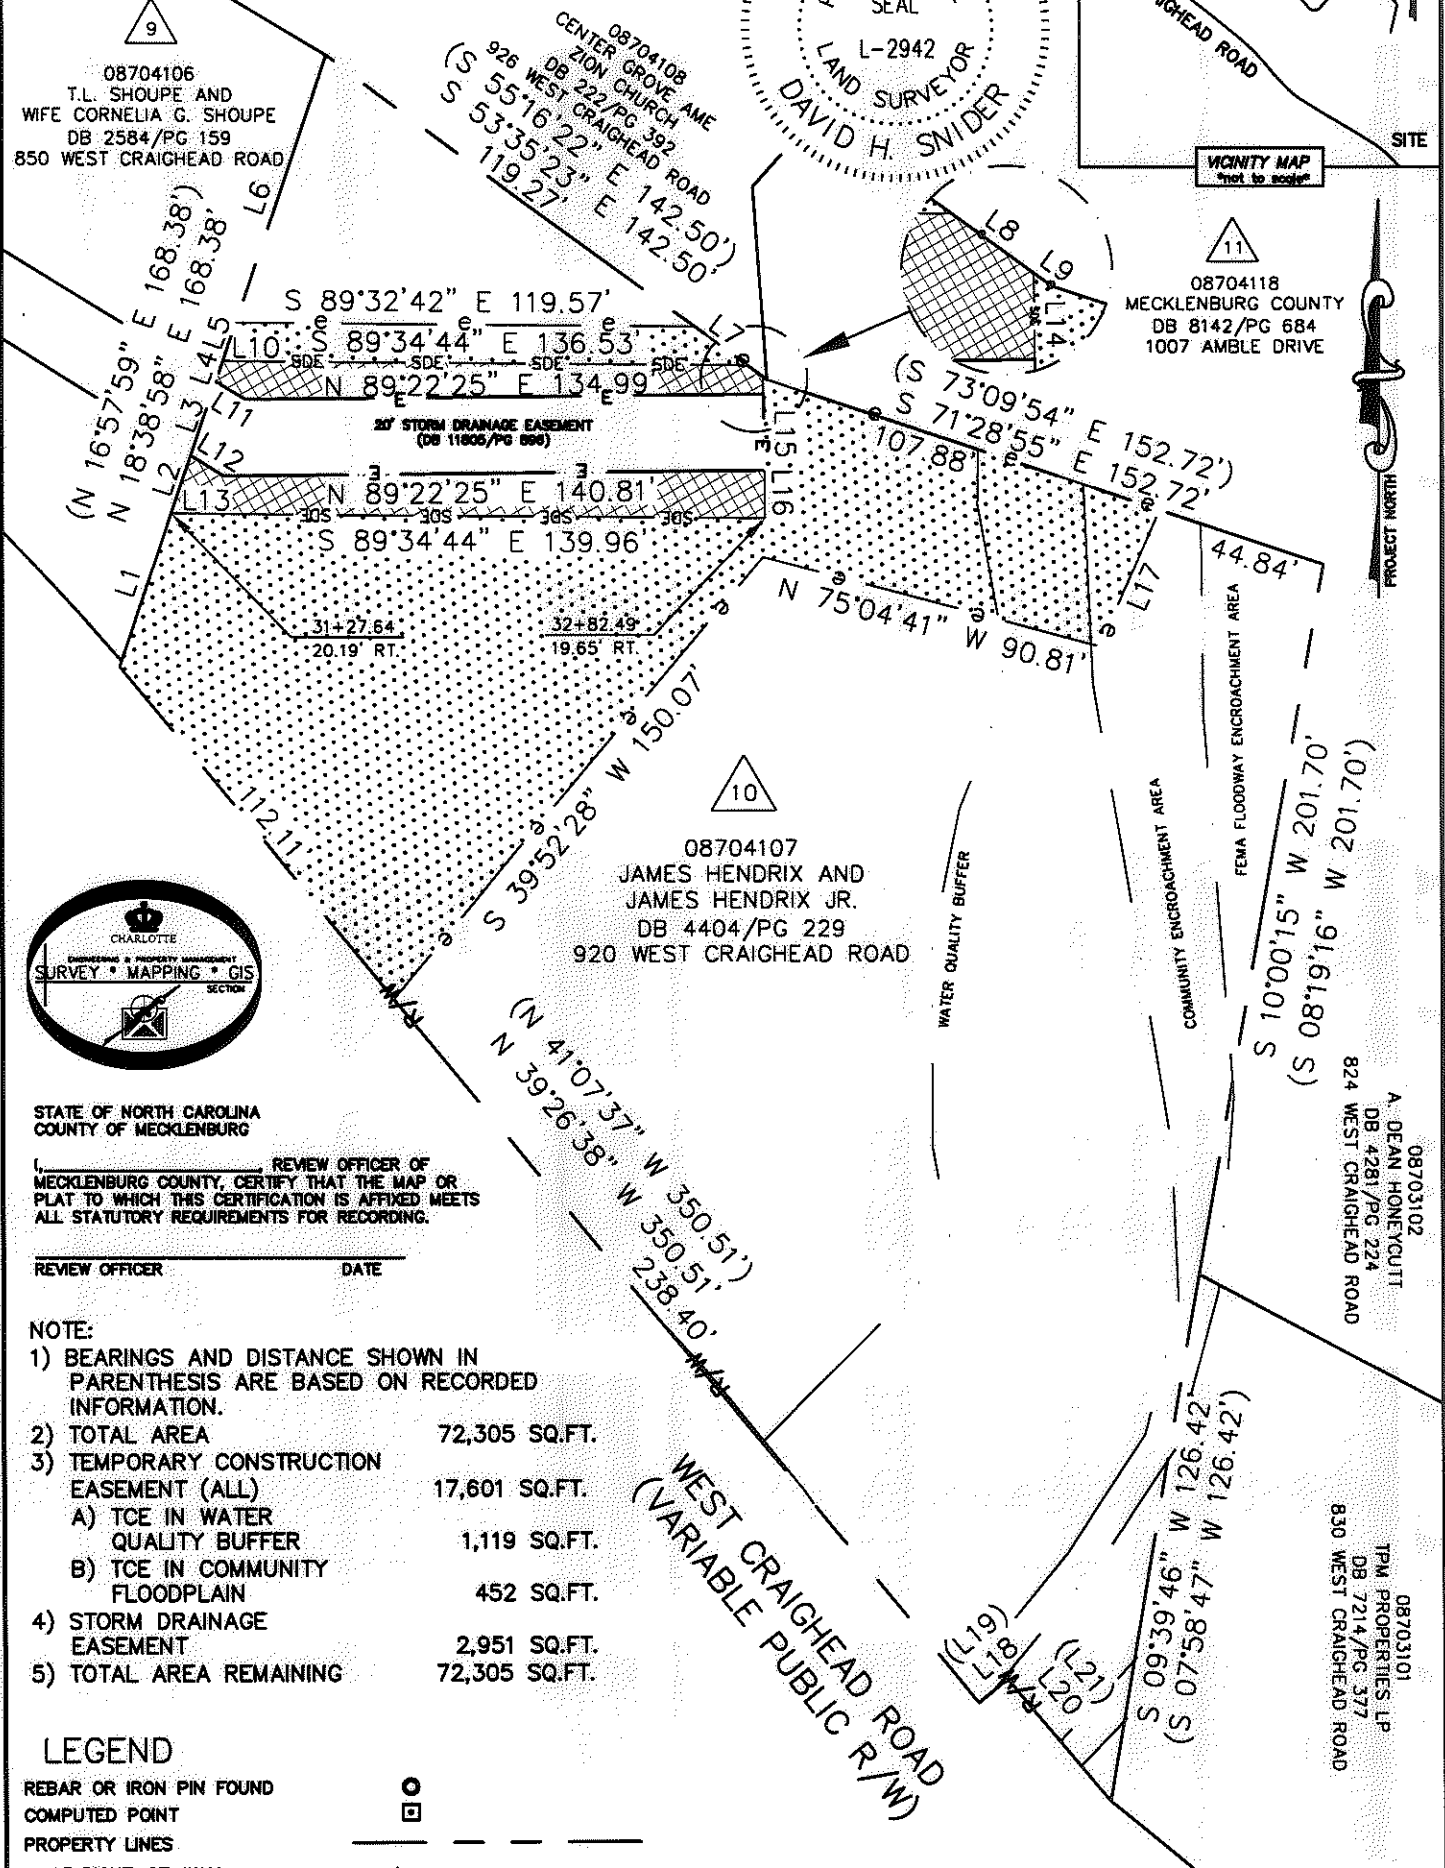 9
08704106
T.L. SHOUPE AND
WIFE CORNELIA G. SHOUPE
DB 2584/PG 159
850 WEST CRAIGHEAD ROAD
08704108
CENTER GROVE AME
ZION CHURCH
DB 222/PG 392
926 WEST CRAIGHEAD ROAD
(S 55°16'22" E 142.50')
S 53°35'23" E 142.50'
119.27'
SEAL
L-2942
LAND SURVEYOR
DAVID H. SNIDER
CRAIGHEAD ROAD
SITE
VICINITY MAP
*not to scale*
L8
L9
L14
11
08704118
MECKLENBURG COUNTY
DB 8142/PG 684
1007 AMBLE DRIVE
PROJECT NORTH
(N 16°57'59" E 168.38')
N 18°38'58" E 168.38'
L6
L5
L4
L3
L2
L1
S 89°32'42" E 119.57'
e e e
L7
L10
S 89°34'44" E 136.53'
SDE SDE SDE SDE
N 89°22'25" E 134.99'
E E
L11
20' STORM DRAINAGE EASEMENT
(DB 11805/PG 898)
L12
E E
L15
E
L13
N 89°22'25" E 140.81'
L16
SDE SDE SDE SDE
S 89°34'44" E 139.96'
31+27.64
20.19' RT.
32+82.49
19.65' RT.
(S 73°09'54" E 152.72')
S 71°28'55" E 152.72'
107.88'
44.84'
L17
N 75°04'41" W 90.81'
S 39°52'28" W 150.07'
112.11'
10
08704107
JAMES HENDRIX AND
JAMES HENDRIX JR.
DB 4404/PG 229
920 WEST CRAIGHEAD ROAD
WATER QUALITY BUFFER
COMMUNITY ENCROACHMENT AREA
FEMA FLOODWAY ENCROACHMENT AREA
S 10°00'15" W 201.70'
(S 08°19'16" W 201.70')
08703102
A. DEAN HONEYCUTT
DB 4281/PG 224
824 WEST CRAIGHEAD ROAD
CHARLOTTE
ENGINEERING & PROPERTY MANAGEMENT
SURVEY * MAPPING * GIS
SECTION
R/W
(N 41°07'37" W 350.51')
N 39°26'38" W 350.51'
238.40'
R/W
STATE OF NORTH CAROLINA
COUNTY OF MECKLENBURG
I,____________________, REVIEW OFFICER OF
MECKLENBURG COUNTY, CERTIFY THAT THE MAP OR
PLAT TO WHICH THIS CERTIFICATION IS AFFIXED MEETS
ALL STATUTORY REQUIREMENTS FOR RECORDING.
REVIEW OFFICER DATE
NOTE:
1) BEARINGS AND DISTANCE SHOWN IN
PARENTHESIS ARE BASED ON RECORDED
INFORMATION.
2) TOTAL AREA 72,305 SQ.FT.
3) TEMPORARY CONSTRUCTION
EASEMENT (ALL) 17,601 SQ.FT.
A) TCE IN WATER
QUALITY BUFFER 1,119 SQ.FT.
B) TCE IN COMMUNITY
FLOODPLAIN 452 SQ.FT.
4) STORM DRAINAGE
EASEMENT 2,951 SQ.FT.
5) TOTAL AREA REMAINING 72,305 SQ.FT.
WEST CRAIGHEAD ROAD
(VARIABLE PUBLIC R/W)
(L19)
L18
R/W
(L21)
L20
S 09°39'46" W 126.42'
(S 07°58'47" W 126.42')
08703101
TPM PROPERTIES LP
DB 7214/PG 377
830 WEST CRAIGHEAD ROAD
LEGEND
REBAR OR IRON PIN FOUND
COMPUTED POINT
PROPERTY LINES